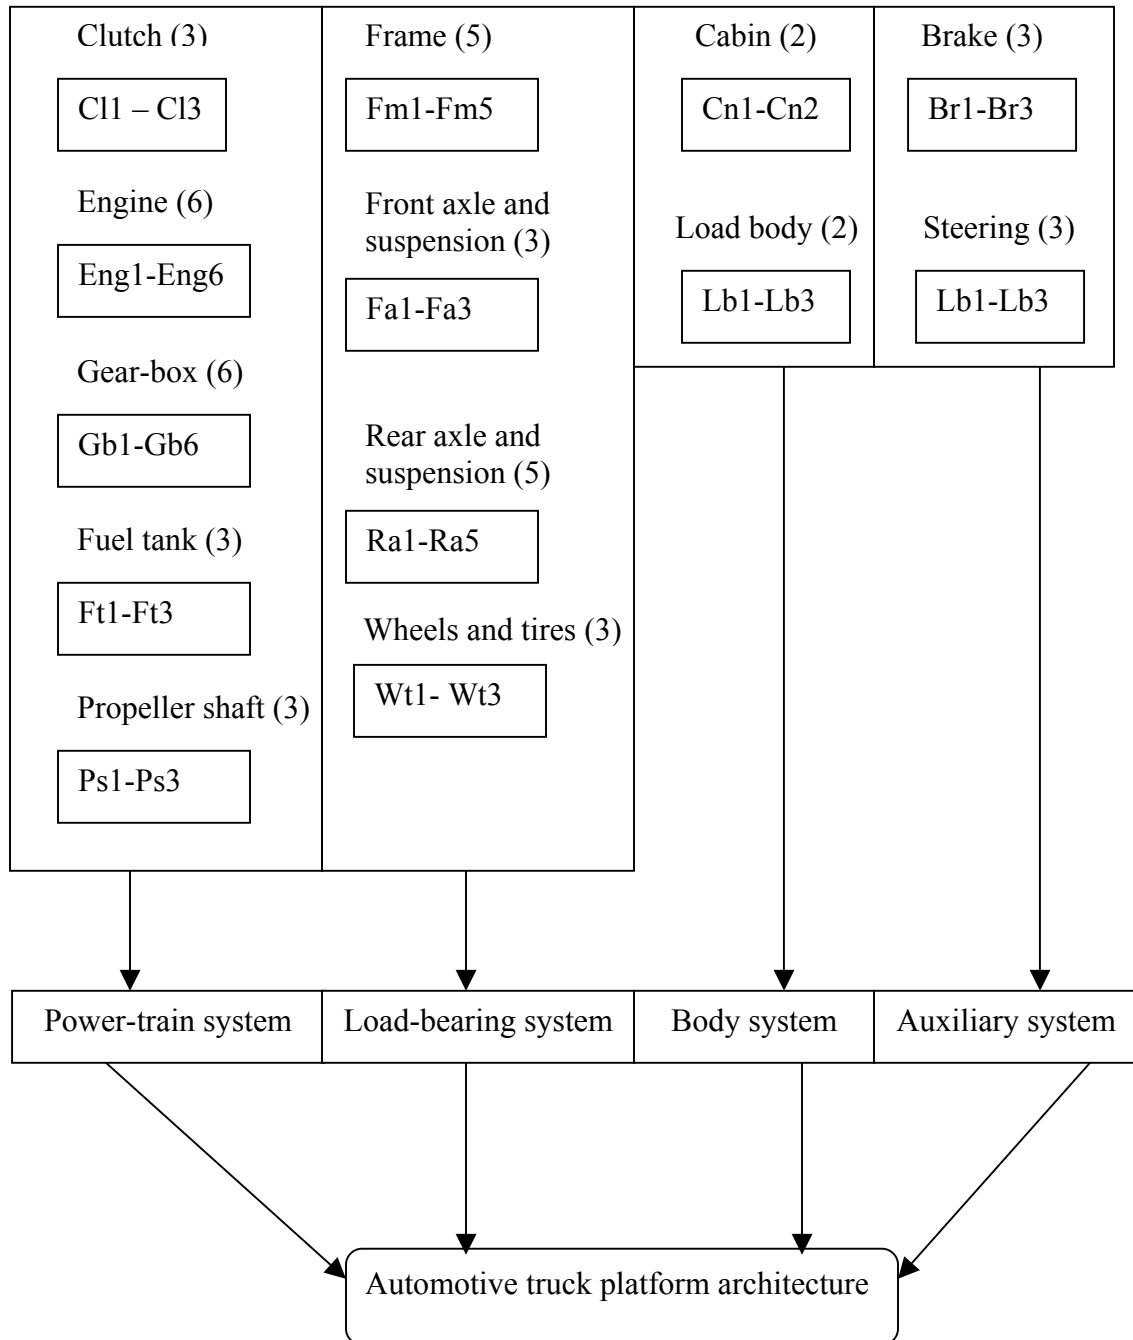 Clutch (3)
Cl1 – Cl3
Engine (6)
Eng1-Eng6
Gear-box (6)
Gb1-Gb6
Fuel tank (3)
Ft1-Ft3
Propeller shaft (3)
Ps1-Ps3
Frame (5)
Fm1-Fm5
Front axle and
suspension (3)
Fa1-Fa3
Rear axle and
suspension (5)
Ra1-Ra5
Wheels and tires (3)
Wt1- Wt3
Cabin (2)
Cn1-Cn2
Load body (2)
Lb1-Lb3
Brake (3)
Br1-Br3
Steering (3)
Lb1-Lb3
Power-train system
Load-bearing system
Body system
Auxiliary system
Automotive truck platform architecture